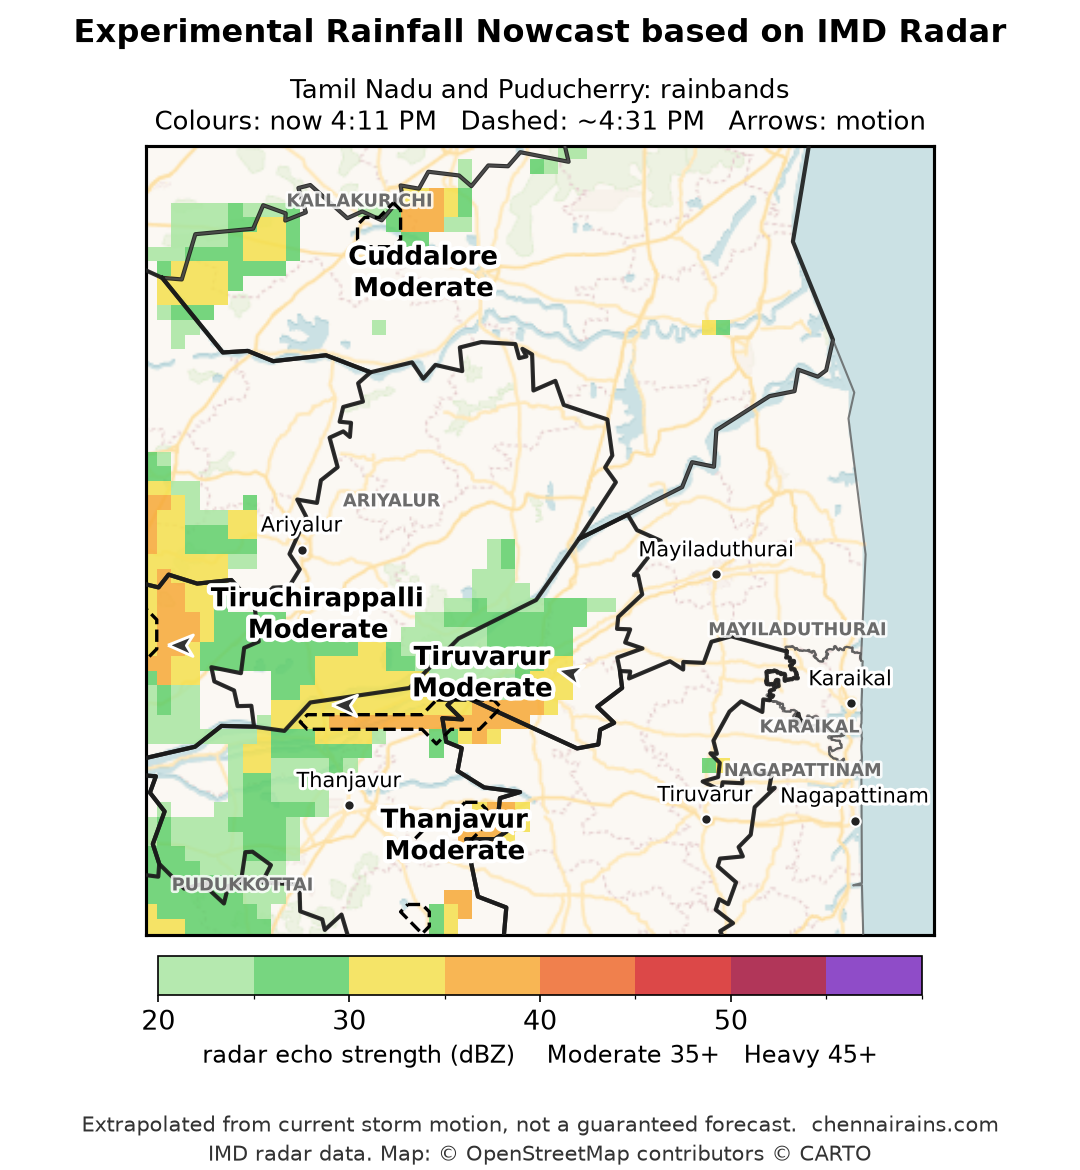 Experimental Rainfall Nowcast based on IMD Radar
Tamil Nadu and Puducherry: rainbands
Colours: now 4:11 PM   Dashed: ~4:31 PM   Arrows: motion
KALLAKURICHI
Cuddalore
Moderate
ARIYALUR
Ariyalur
Mayiladuthurai
Tiruchirappalli
Moderate
MAYILADUTHURAI
Tiruvarur
Moderate
Karaikal
KARAIKAL
NAGAPATTINAM
Thanjavur
Tiruvarur
Nagapattinam
Thanjavur
Moderate
PUDUKKOTTAI
20 30 40 50
radar echo strength (dBZ)    Moderate 35+   Heavy 45+
Extrapolated from current storm motion, not a guaranteed forecast.  chennairains.com
IMD radar data. Map: © OpenStreetMap contributors © CARTO